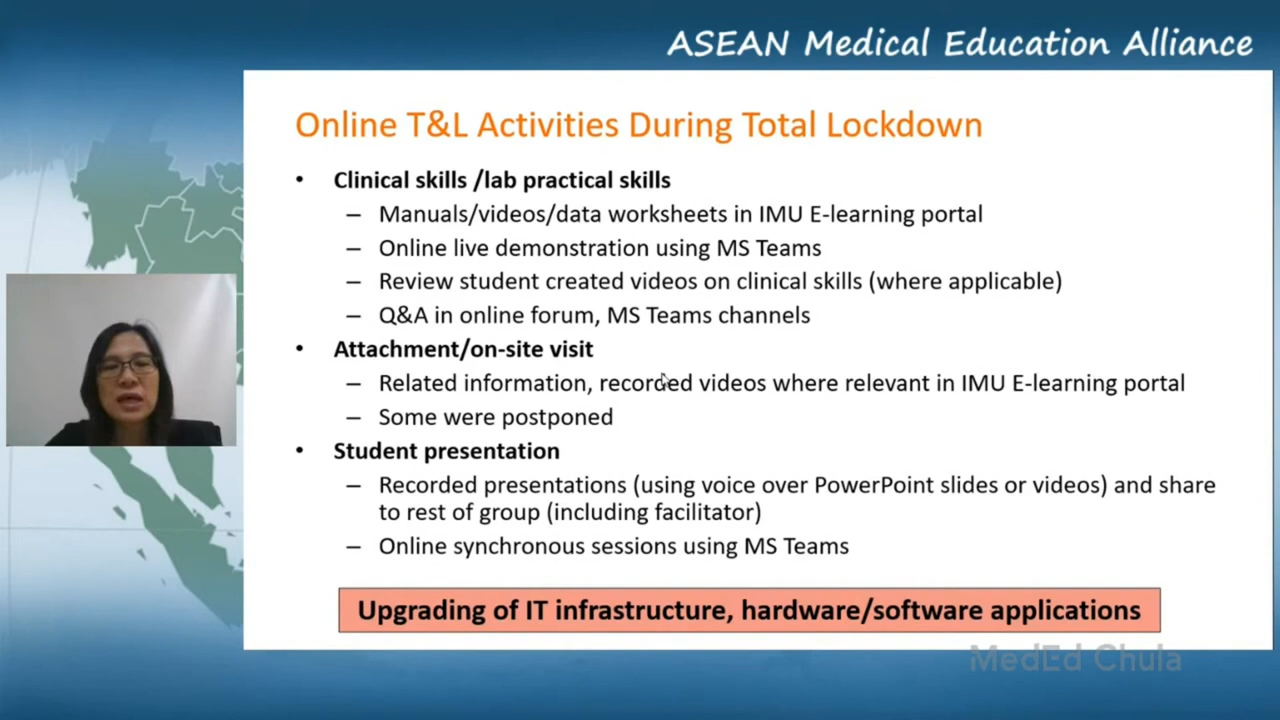 ASEAN Medical Education Alliance
Online T&L Activities During Total Lockdown
• Clinical skills /lab practical skills
– Manuals/videos/data worksheets in IMU E-learning portal
– Online live demonstration using MS Teams
– Review student created videos on clinical skills (where applicable)
– Q&A in online forum, MS Teams channels
• Attachment/on-site visit
– Related information, recorded videos where relevant in IMU E-learning portal
– Some were postponed
• Student presentation
– Recorded presentations (using voice over PowerPoint slides or videos) and share
to rest of group (including facilitator)
– Online synchronous sessions using MS Teams
Upgrading of IT infrastructure, hardware/software applications
MedEd Chula